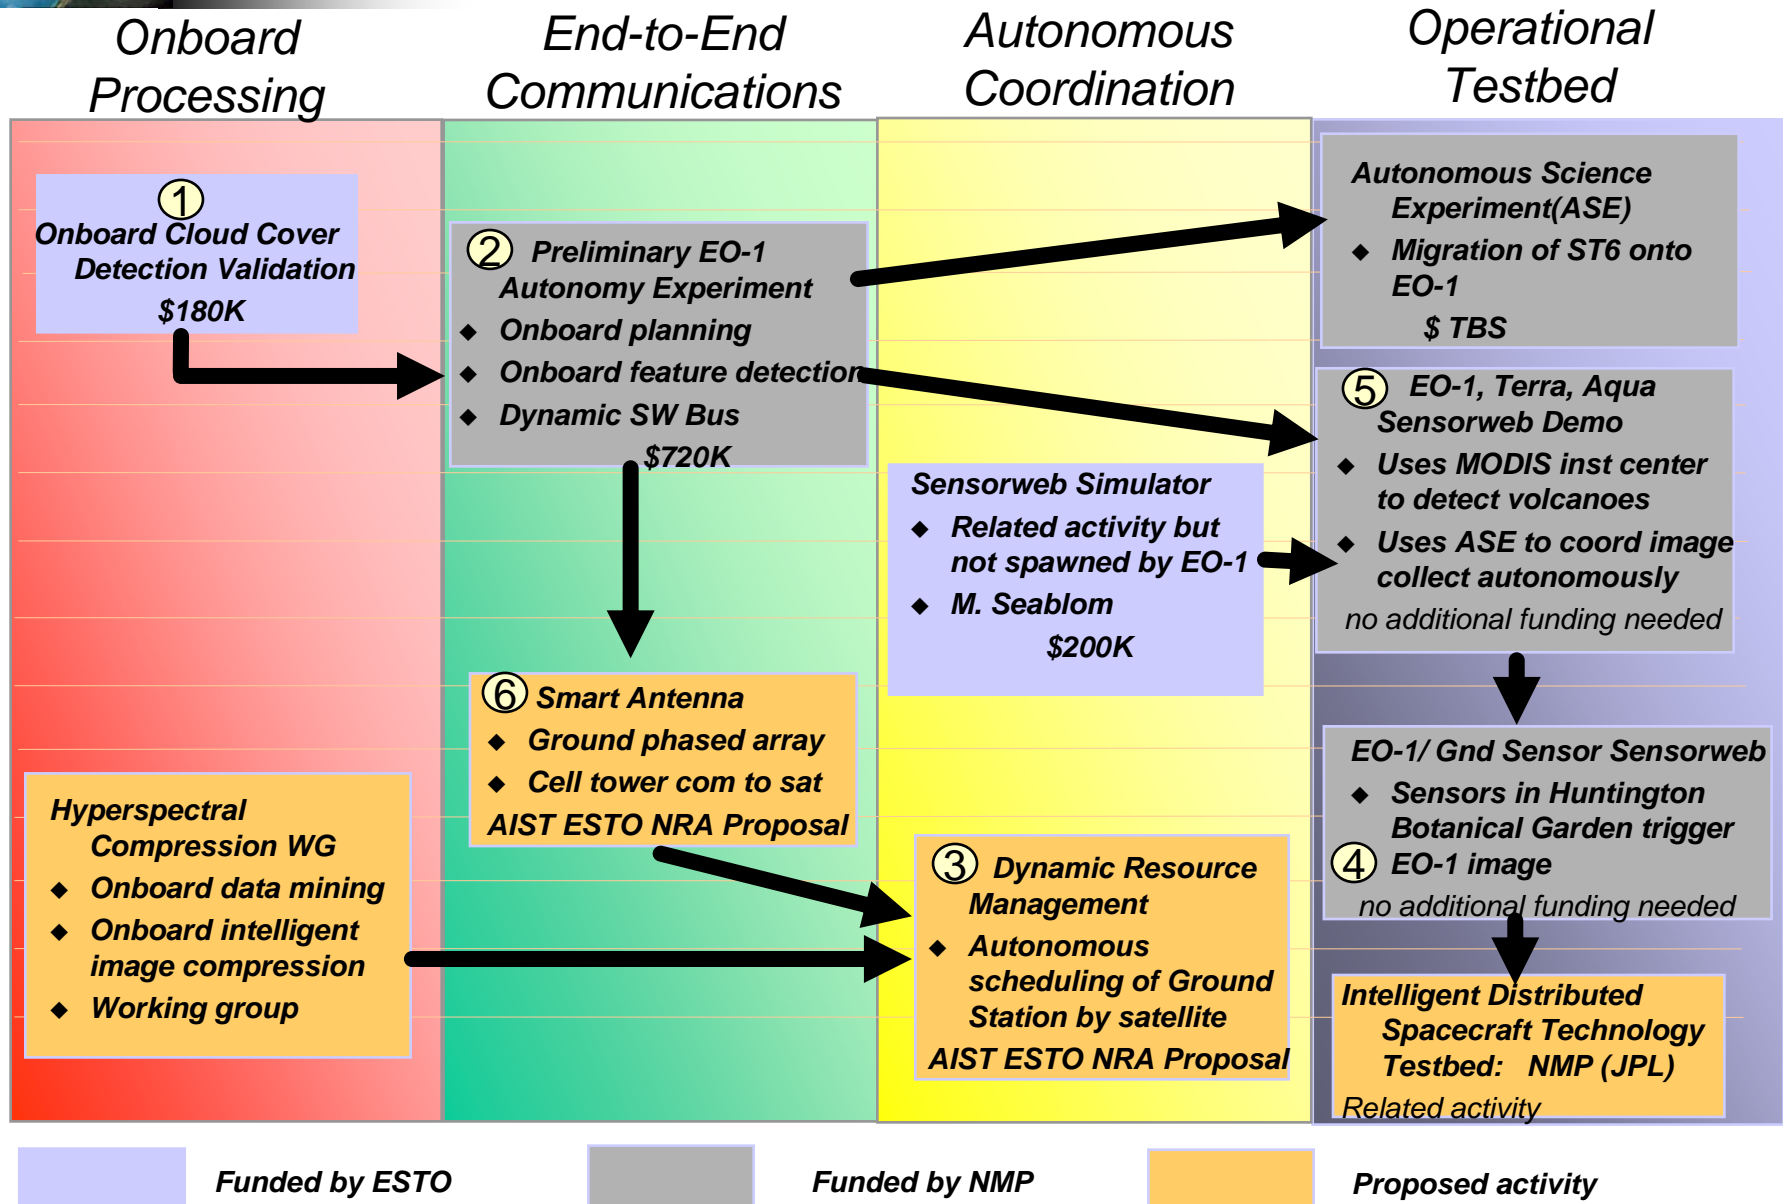 Onboard
Processing
End-to-End
Communications
Autonomous
Coordination
Operational
Testbed
1
Onboard Cloud Cover
Detection Validation
$180K
Hyperspectral
Compression WG
◆ Onboard data mining
◆ Onboard intelligent
image compression
◆ Working group
2 Preliminary EO-1
Autonomy Experiment
◆ Onboard planning
◆ Onboard feature detection
◆ Dynamic SW Bus
$720K
6 Smart Antenna
◆ Ground phased array
◆ Cell tower com to sat
AIST ESTO NRA Proposal
Sensorweb Simulator
◆ Related activity but
not spawned by EO-1
◆ M. Seablom
$200K
3 Dynamic Resource
Management
◆ Autonomous
scheduling of Ground
Station by satellite
AIST ESTO NRA Proposal
Autonomous Science
Experiment(ASE)
◆ Migration of ST6 onto
EO-1
$ TBS
5 EO-1, Terra, Aqua
Sensorweb Demo
◆ Uses MODIS inst center
to detect volcanoes
◆ Uses ASE to coord image
collect autonomously
no additional funding needed
EO-1/ Gnd Sensor Sensorweb
◆ Sensors in Huntington
Botanical Garden trigger
4 EO-1 image
no additional funding needed
Intelligent Distributed
Spacecraft Technology
Testbed: NMP (JPL)
Related activity
Funded by ESTO
Funded by NMP
Proposed activity